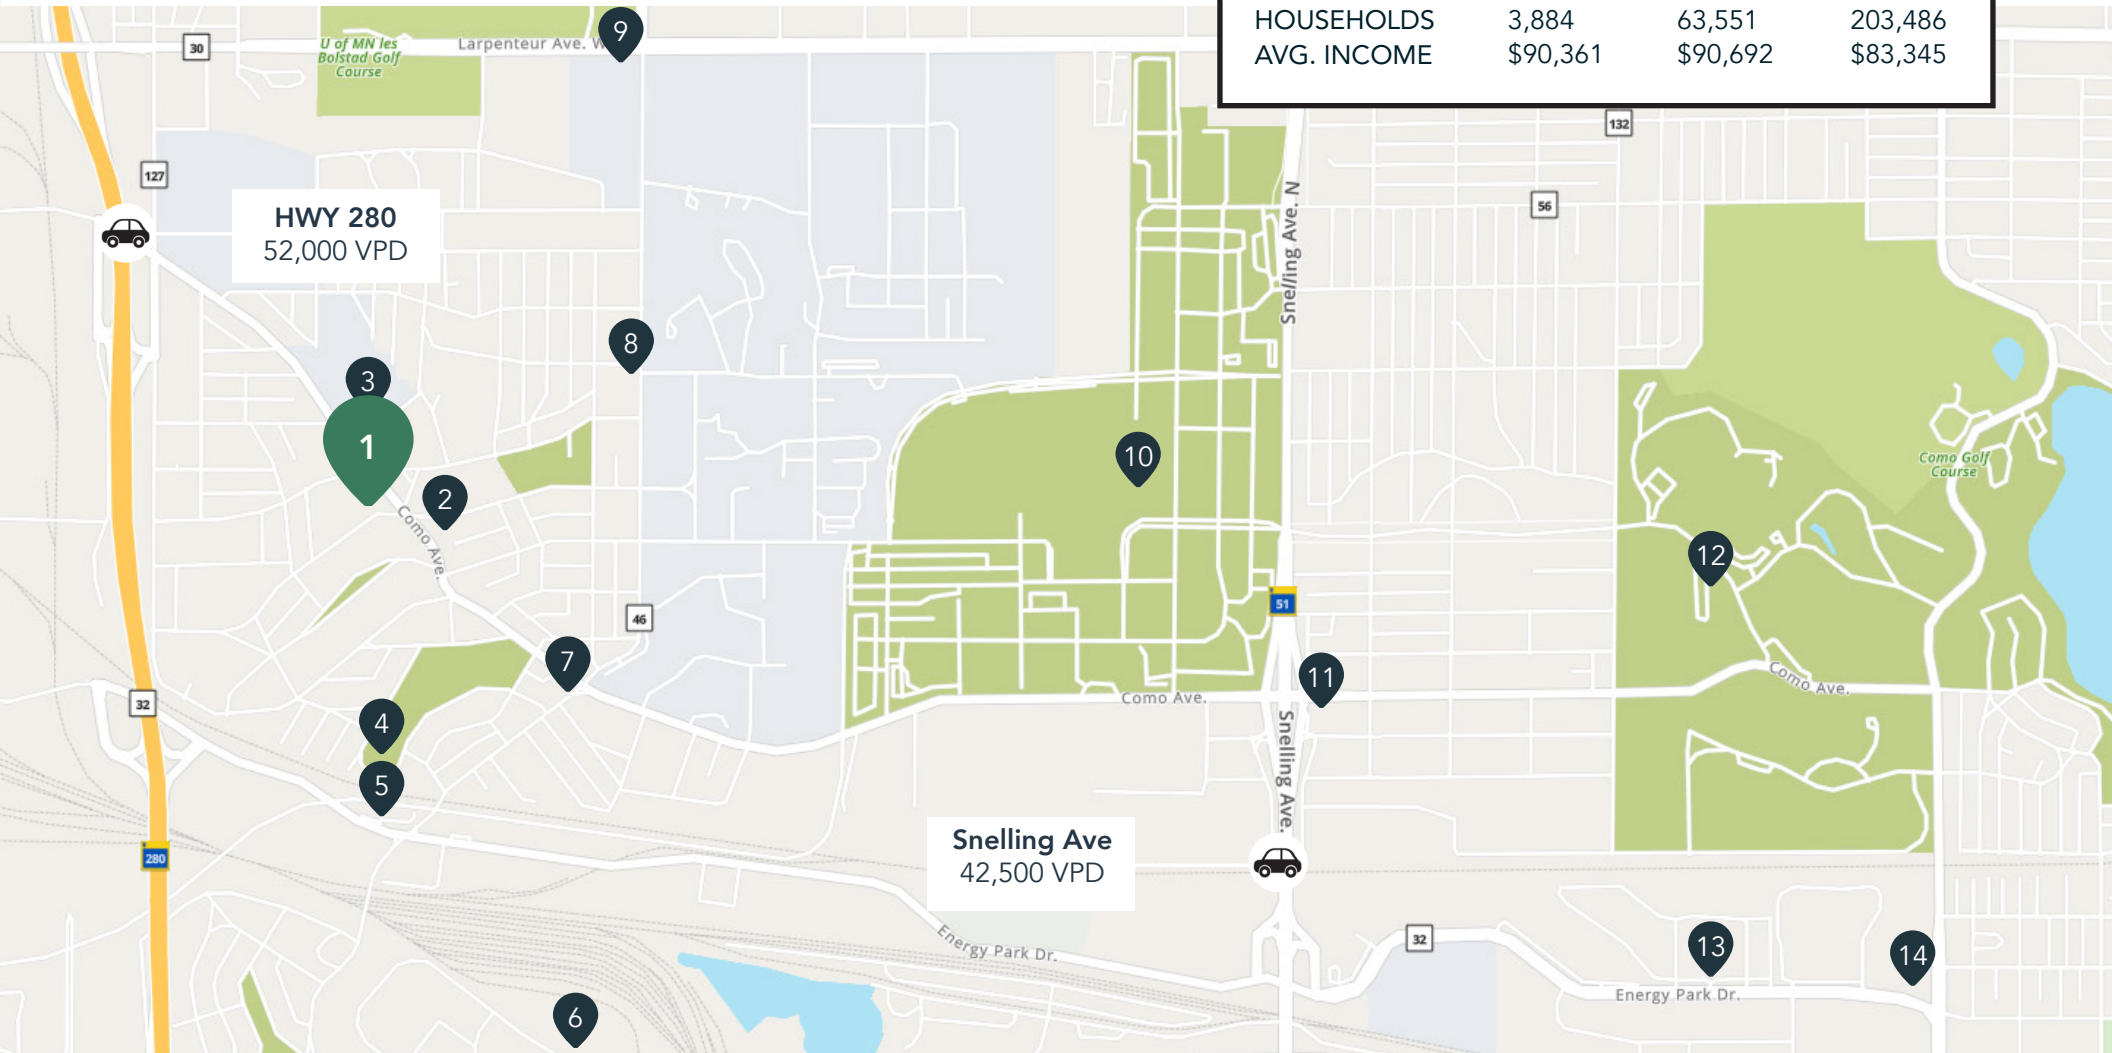 HOUSEHOLDS 3,884 63,551 203,486
AVG. INCOME $90,361 $90,692 $83,345
9
30
U of MN les
Bolstad Golf
Course
Larpenteur Ave. W
132
127
56
HWY 280
52,000 VPD
Snelling Ave. N
8
3
1
10
Como Golf
Course
2
Como Ave.
12
51
46
7
11
Como Ave.
Como Ave.
32
4
Snelling Ave.
5
Snelling Ave
42,500 VPD
280
Energy Park Dr.
32
13
14
Energy Park Dr.
6